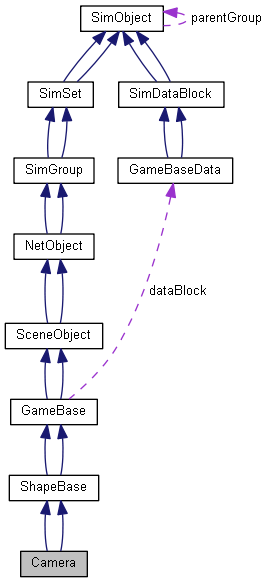 SimObject
parentGroup
SimSet
SimDataBlock
SimGroup
GameBaseData
NetObject
dataBlock
SceneObject
GameBase
ShapeBase
Camera